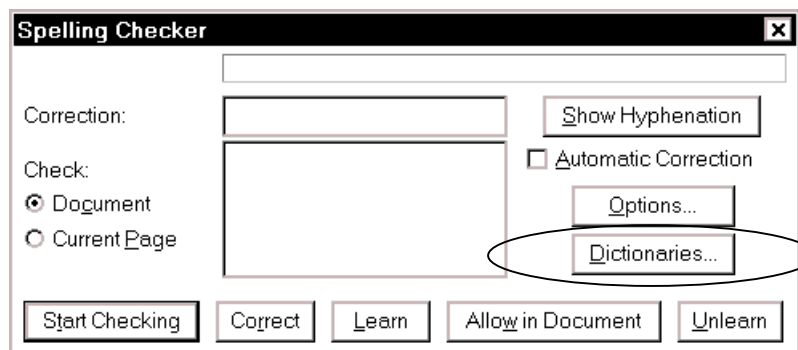 Spelling Checker
Correction:
Show Hyphenation
Automatic Correction
Check:
Document
Options...
Current Page
Dictionaries...
Start Checking
Correct
Learn
Allow in Document
Unlearn